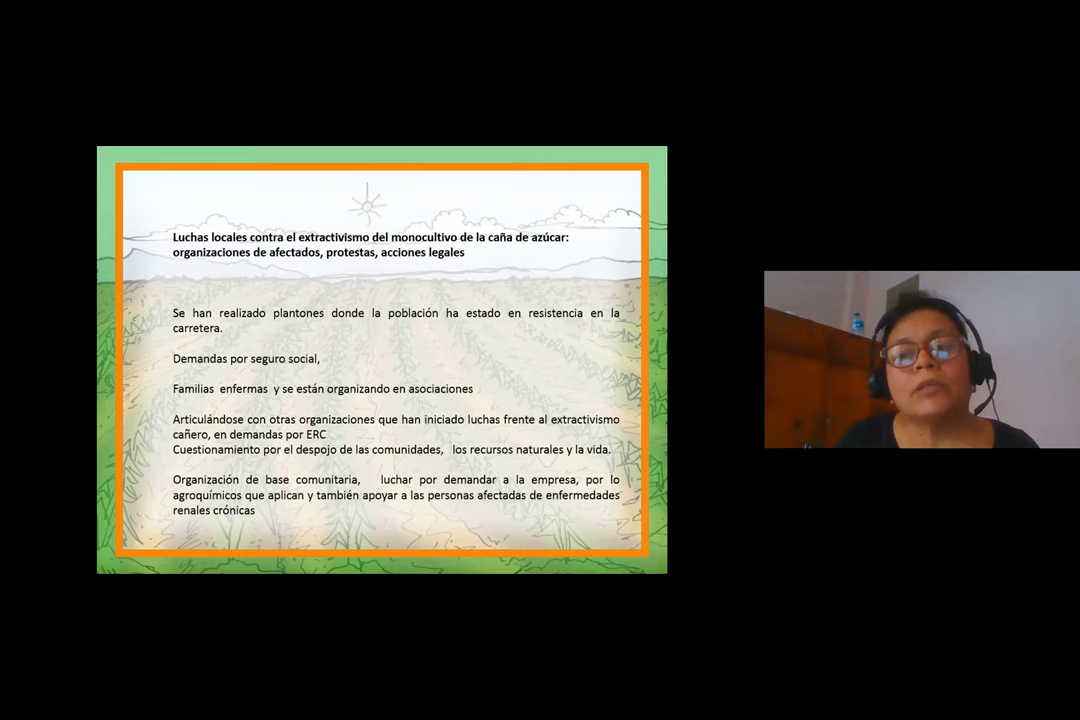 Luchas locales contra el extractivismo del monocultivo de la caña de azúcar:
organizaciones de afectados, protestas, acciones legales
Se han realizado plantones donde la población ha estado en resistencia en la
carretera.
Demandas por seguro social,
Familias enfermas y se están organizando en asociaciones
Articulándose con otras organizaciones que han iniciado luchas frente al extractivismo
cañero, en demandas por ERC
Cuestionamiento por el despojo de las comunidades, los recursos naturales y la vida.
Organización de base comunitaria, luchar por demandar a la empresa, por lo
agroquímicos que aplican y también apoyar a las personas afectadas de enfermedades
renales crónicas